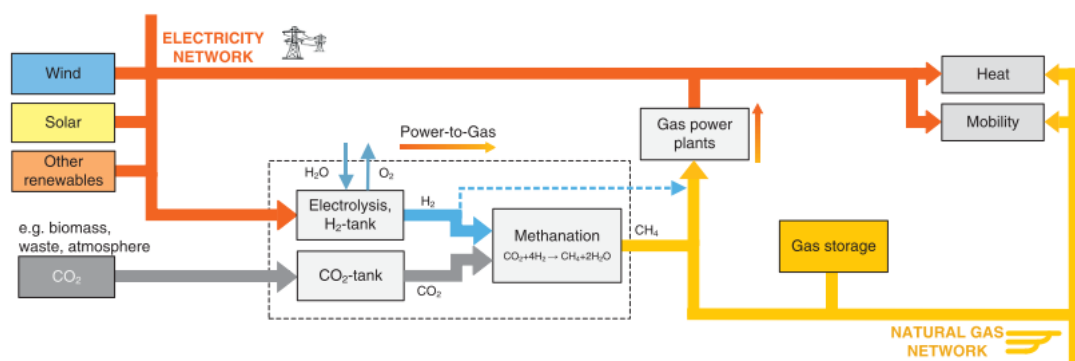 ELECTRICITY
NETWORK
Wind
Solar
Other
renewables
Heat
Mobility
Gas power
plants
Power-to-Gas
H₂O
O₂
Electrolysis,
H₂-tank
H₂
e.g. biomass,
waste, atmosphere
CO₂
CO₂-tank
CO₂
Methanation
CO₂+4H₂→CH₄+2H₂O
CH₄
Gas storage
NATURAL GAS
NETWORK